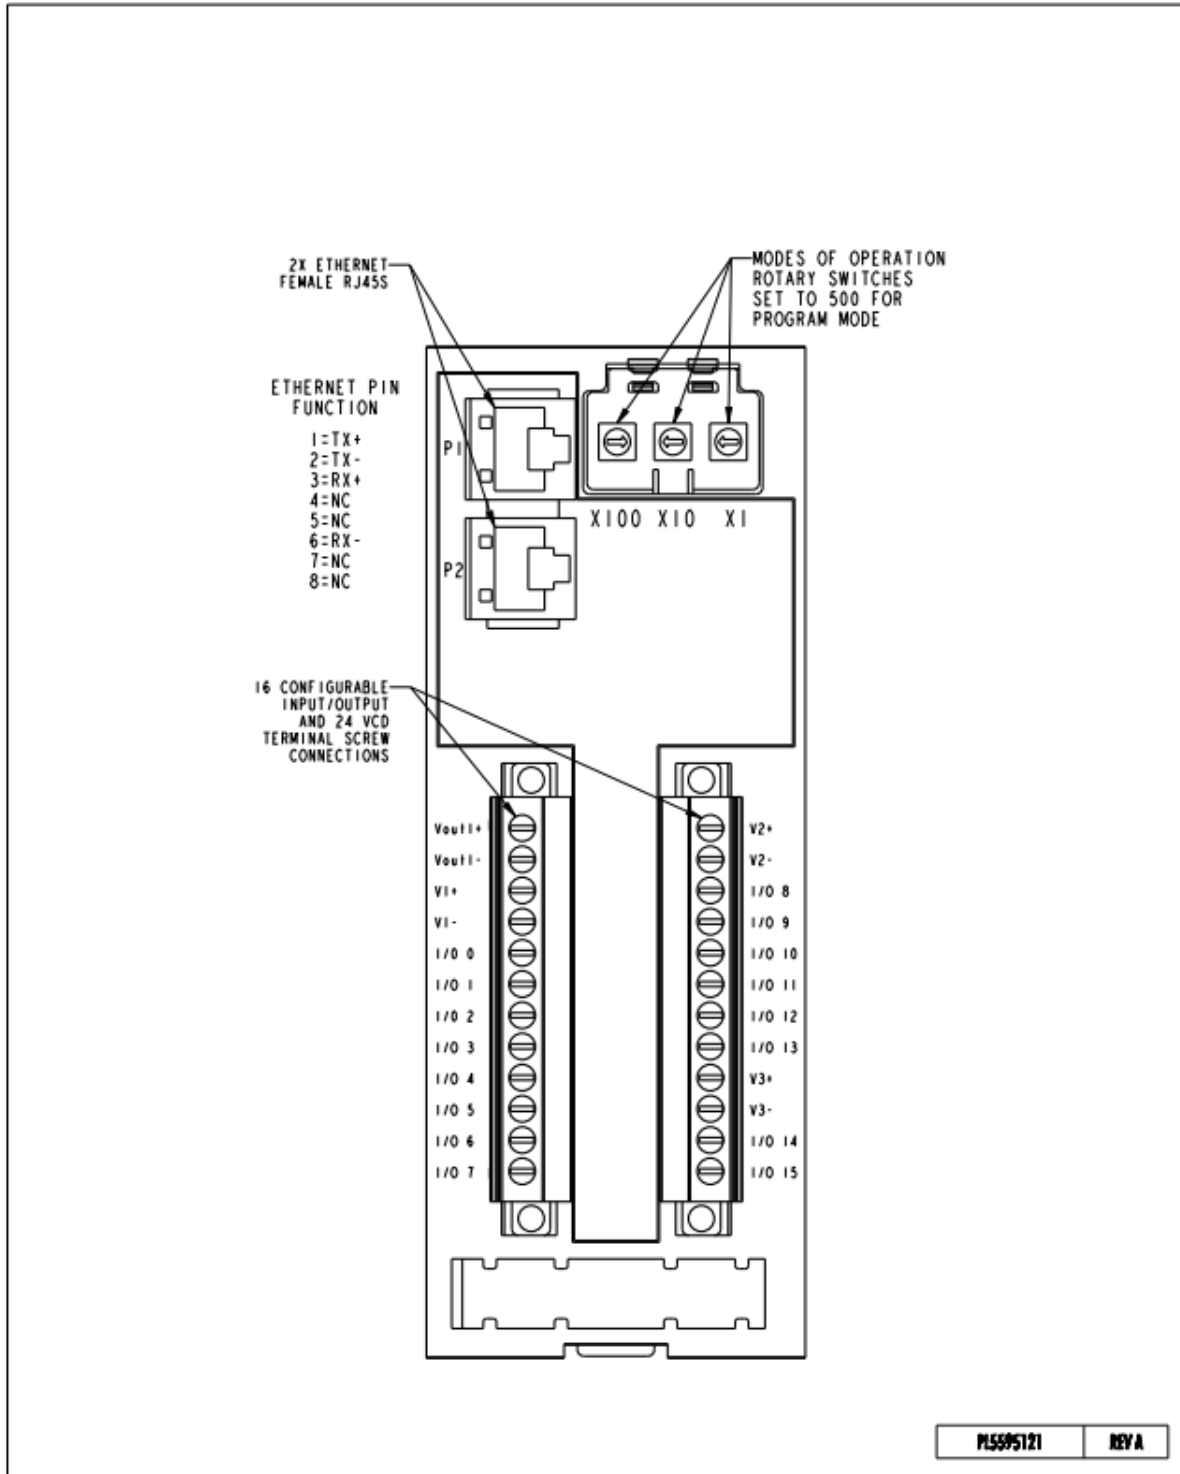 2X ETHERNET
FEMALE RJ45S
MODES OF OPERATION
ROTARY SWITCHES
SET TO 500 FOR
PROGRAM MODE
ETHERNET PIN
FUNCTION
1=TX+
2=TX-
3=RX+
4=NC
5=NC
6=RX-
7=NC
8=NC
P1
P2
X100 X10 X1
16 CONFIGURABLE
INPUT/OUTPUT
AND 24 VCD
TERMINAL SCREW
CONNECTIONS
Vout1+
Vout1-
V1+
V1-
I/O 0
I/O 1
I/O 2
I/O 3
I/O 4
I/O 5
I/O 6
I/O 7
V2+
V2-
I/O 8
I/O 9
I/O 10
I/O 11
I/O 12
I/O 13
V3+
V3-
I/O 14
I/O 15
REV A